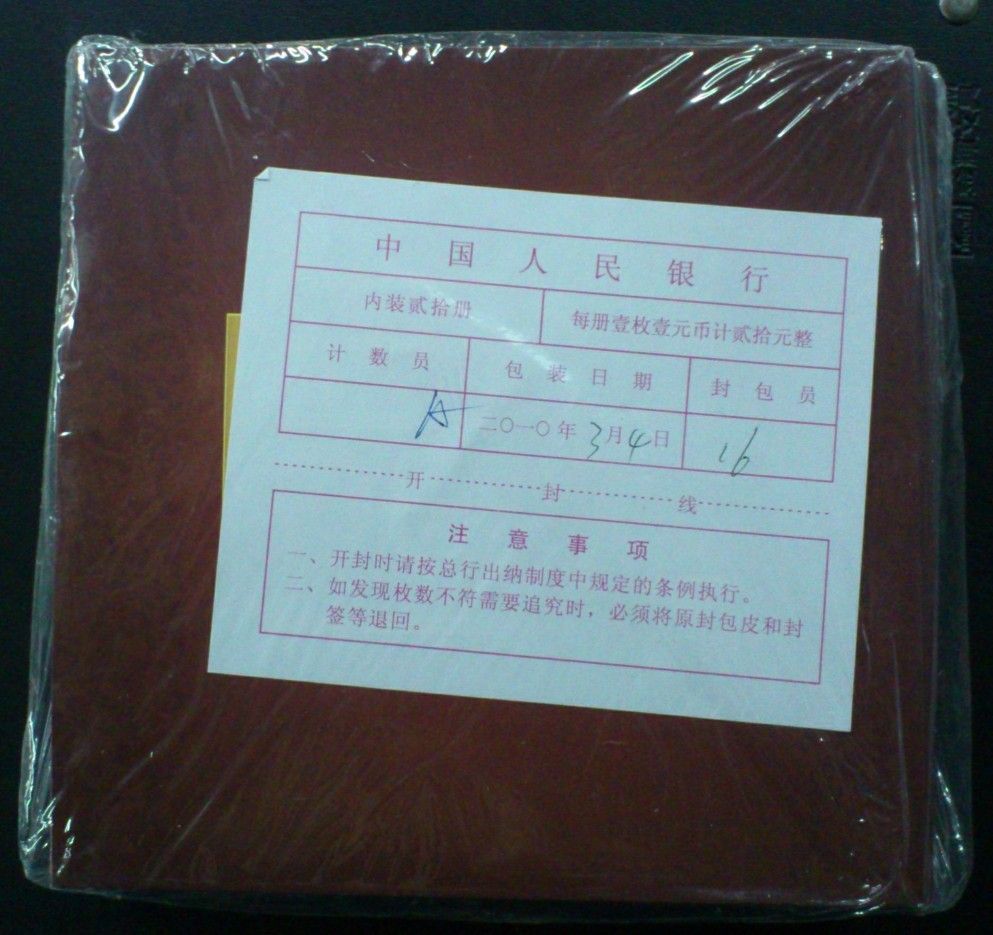 中国人民银行
内装贰拾册 每册壹枚壹元币计贰拾元整
计数员 包装日期 封包员
A 二〇一〇年3月4日 16
开封线
注意事项
一、开封时请按总行出纳制度中规定的条例执行。
二、如发现枚数不符需要追究时，必须将原封包皮和封
签等退回。